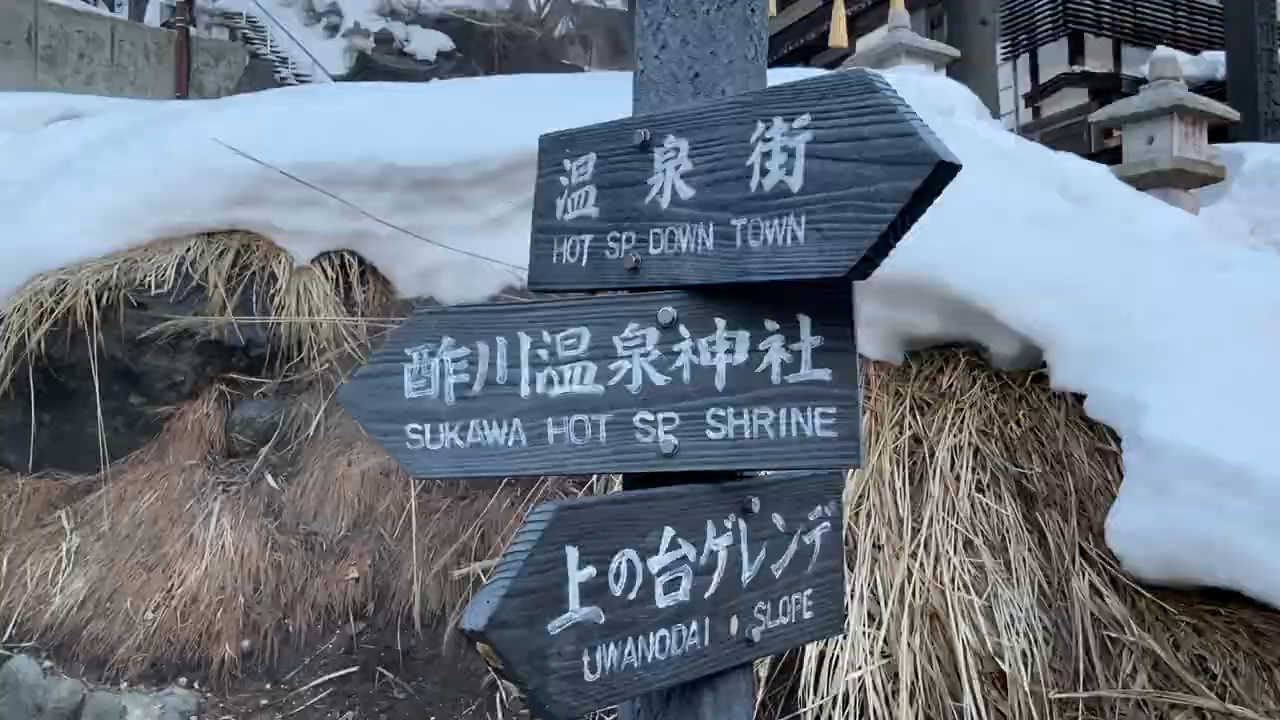 温泉街
HOT SP DOWN TOWN
酢川温泉神社
SUKAWA HOT SP SHRINE
上の台ゲレンデ
UWANODAI SLOPE